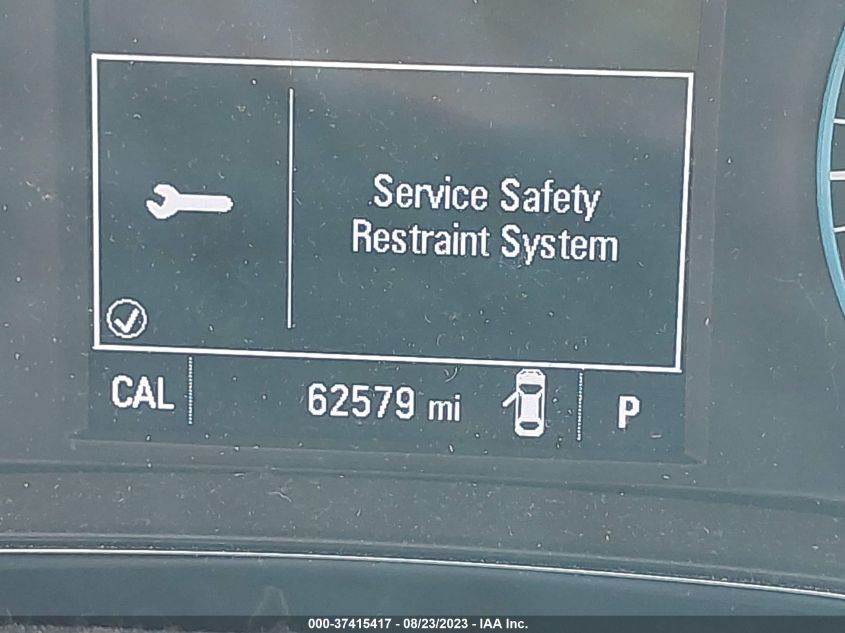 Service Safety
Restraint System
CAL 62579 mi P
000-37415417 - 08/23/2023 - IAA Inc.